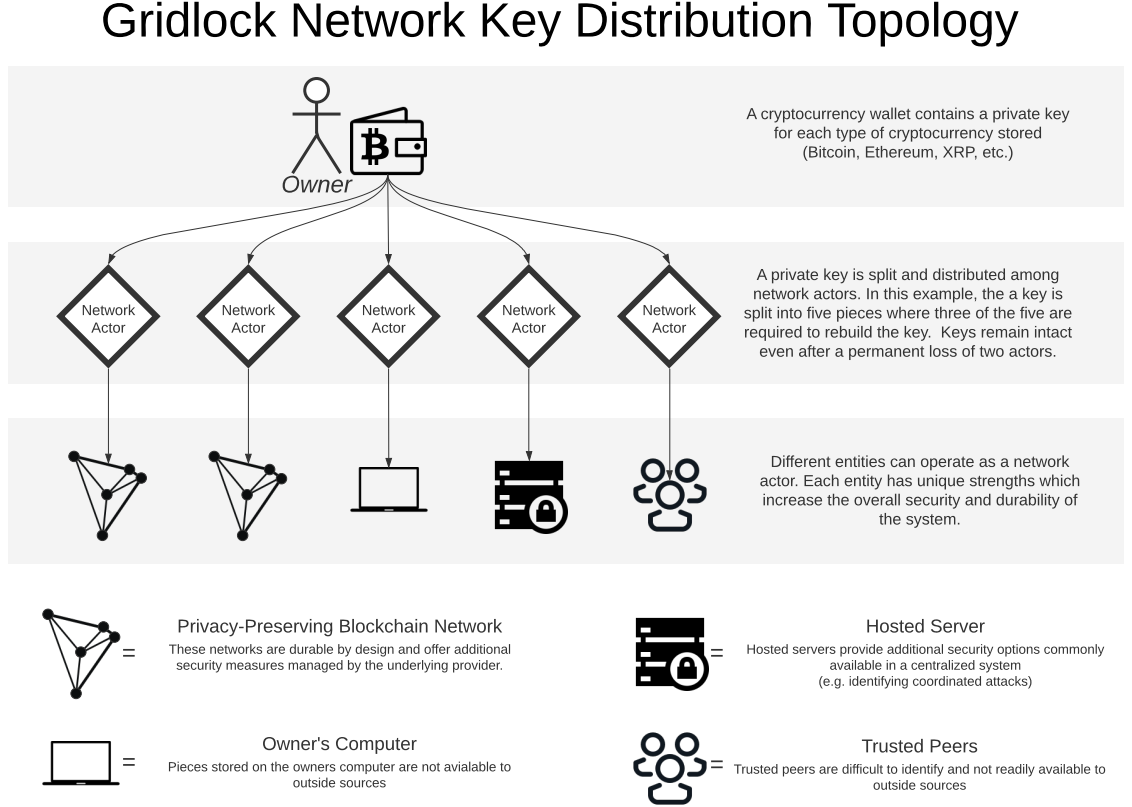 Gridlock Network Key Distribution Topology
A cryptocurrency wallet contains a private key
for each type of cryptocurrency stored
(Bitcoin, Ethereum, XRP, etc.)
Owner
Network
Actor
Network
Actor
Network
Actor
Network
Actor
Network
Actor
A private key is split and distributed among
network actors. In this example, the a key is
split into five pieces where three of the five are
required to rebuild the key.  Keys remain intact
even after a permanent loss of two actors.
Different entities can operate as a network
actor. Each entity has unique strengths which
increase the overall security and durability of
the system.
=
Privacy-Preserving Blockchain Network
These networks are durable by design and offer additional
security measures managed by the underlying provider.
=
Hosted Server
Hosted servers provide additional security options commonly
available in a centralized system
(e.g. identifying coordinated attacks)
=
Owner's Computer
Pieces stored on the owners computer are not avialable to
outside sources
=
Trusted Peers
Trusted peers are difficult to identify and not readily available to
outside sources